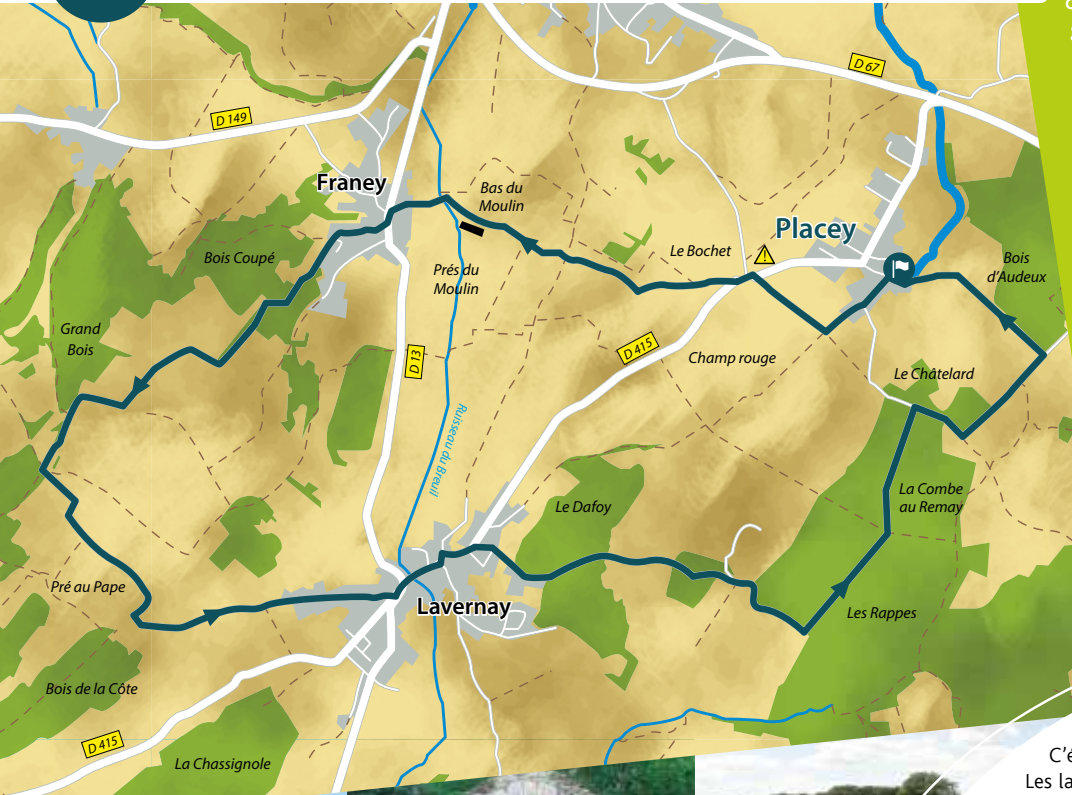 D 67
D 149
Franey
Bas du
Moulin
Placey
Le Bochet
Bois
d'Audeux
Bois Coupé
Prés du
Moulin
Grand
Bois
D 13
D 415
Champ rouge
Le Châtelard
Ruisseau du Breuil
La Combe
au Remay
Le Dafoy
Pré au Pape
Lavernay
Les Rappes
Bois de la Côte
D 415
La Chassignole
C'é
Les la